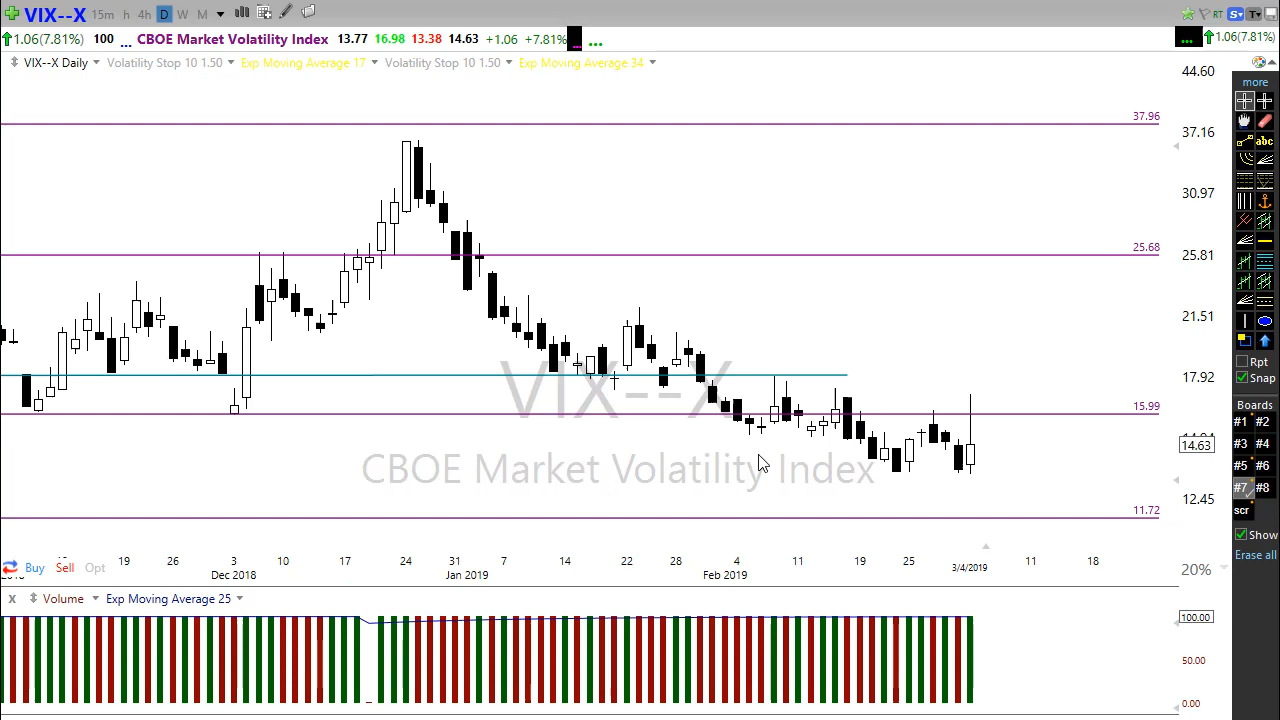 VIX--X 15m h 4h D W M RT S T
1.06(7.81%) 100 ... CBOE Market Volatility Index 13.77 16.98 13.38 14.63 +1.06 +7.81% ... ... ... 1.06(7.81%)
VIX--X Daily Volatility Stop 10 1.50 Exp Moving Average 17 Volatility Stop 10 1.50 Exp Moving Average 34
44.60
more
37.96
37.16
abc
30.97
25.68
25.81
21.51
Rpt
17.92
Snap
VIX--X
15.99
Boards
#1 #2
14.63
#3 #4
CBOE Market Volatility Index
#5 #6
12.45
#7 #8
11.72
scr
Show
Erase all
19 26 3 10 17 24 31 7 14 22 28 4 11 19 25 11 18
Dec 2018 Jan 2019 Feb 2019 3/4/2019
Buy Sell Opt 20%
X Volume Exp Moving Average 25
100.00
50.00
0.00